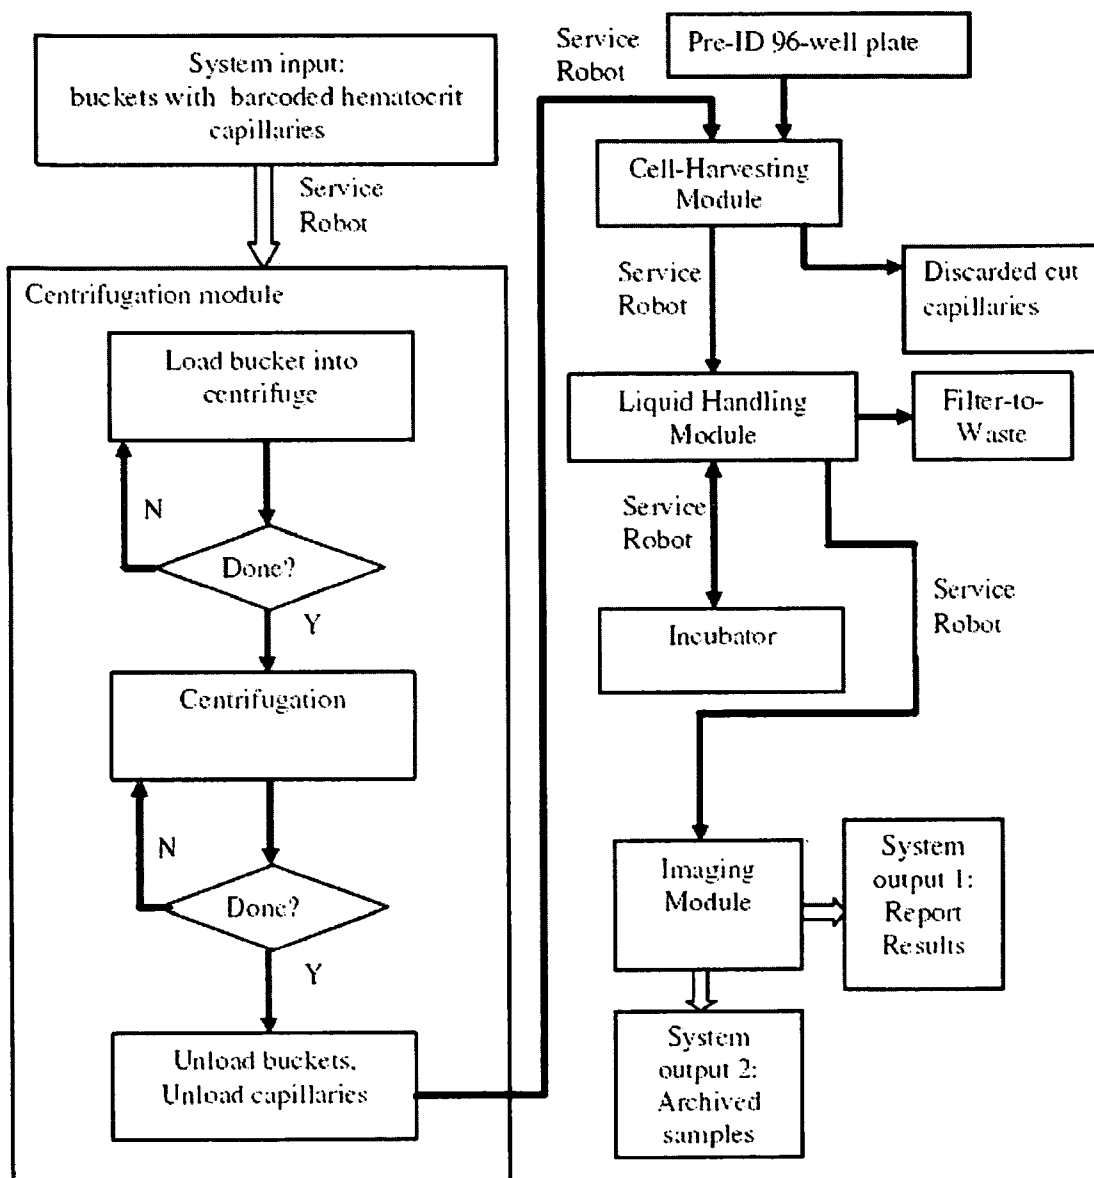 System input:
buckets with barcoded hematocrit
capillaries
Service
Robot
Centrifugation module
Load bucket into
centrifuge
N
Done?
Y
Centrifugation
N
Done?
Y
Unload buckets,
Unload capillaries
Service
Robot
Pre-ID 96-well plate
Cell-Harvesting
Module
Service
Robot
Discarded cut
capillaries
Liquid Handling
Module
Filter-to-
Waste
Service
Robot
Service
Robot
Incubator
Imaging
Module
System
output 1:
Report
Results
System
output 2:
Archived
samples